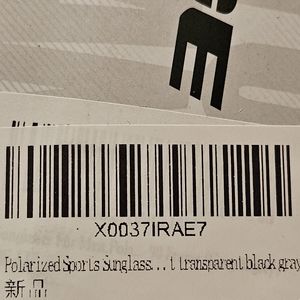 X0037IRAE7
Polarized Sports Sunglass... t transparent black gray
新品